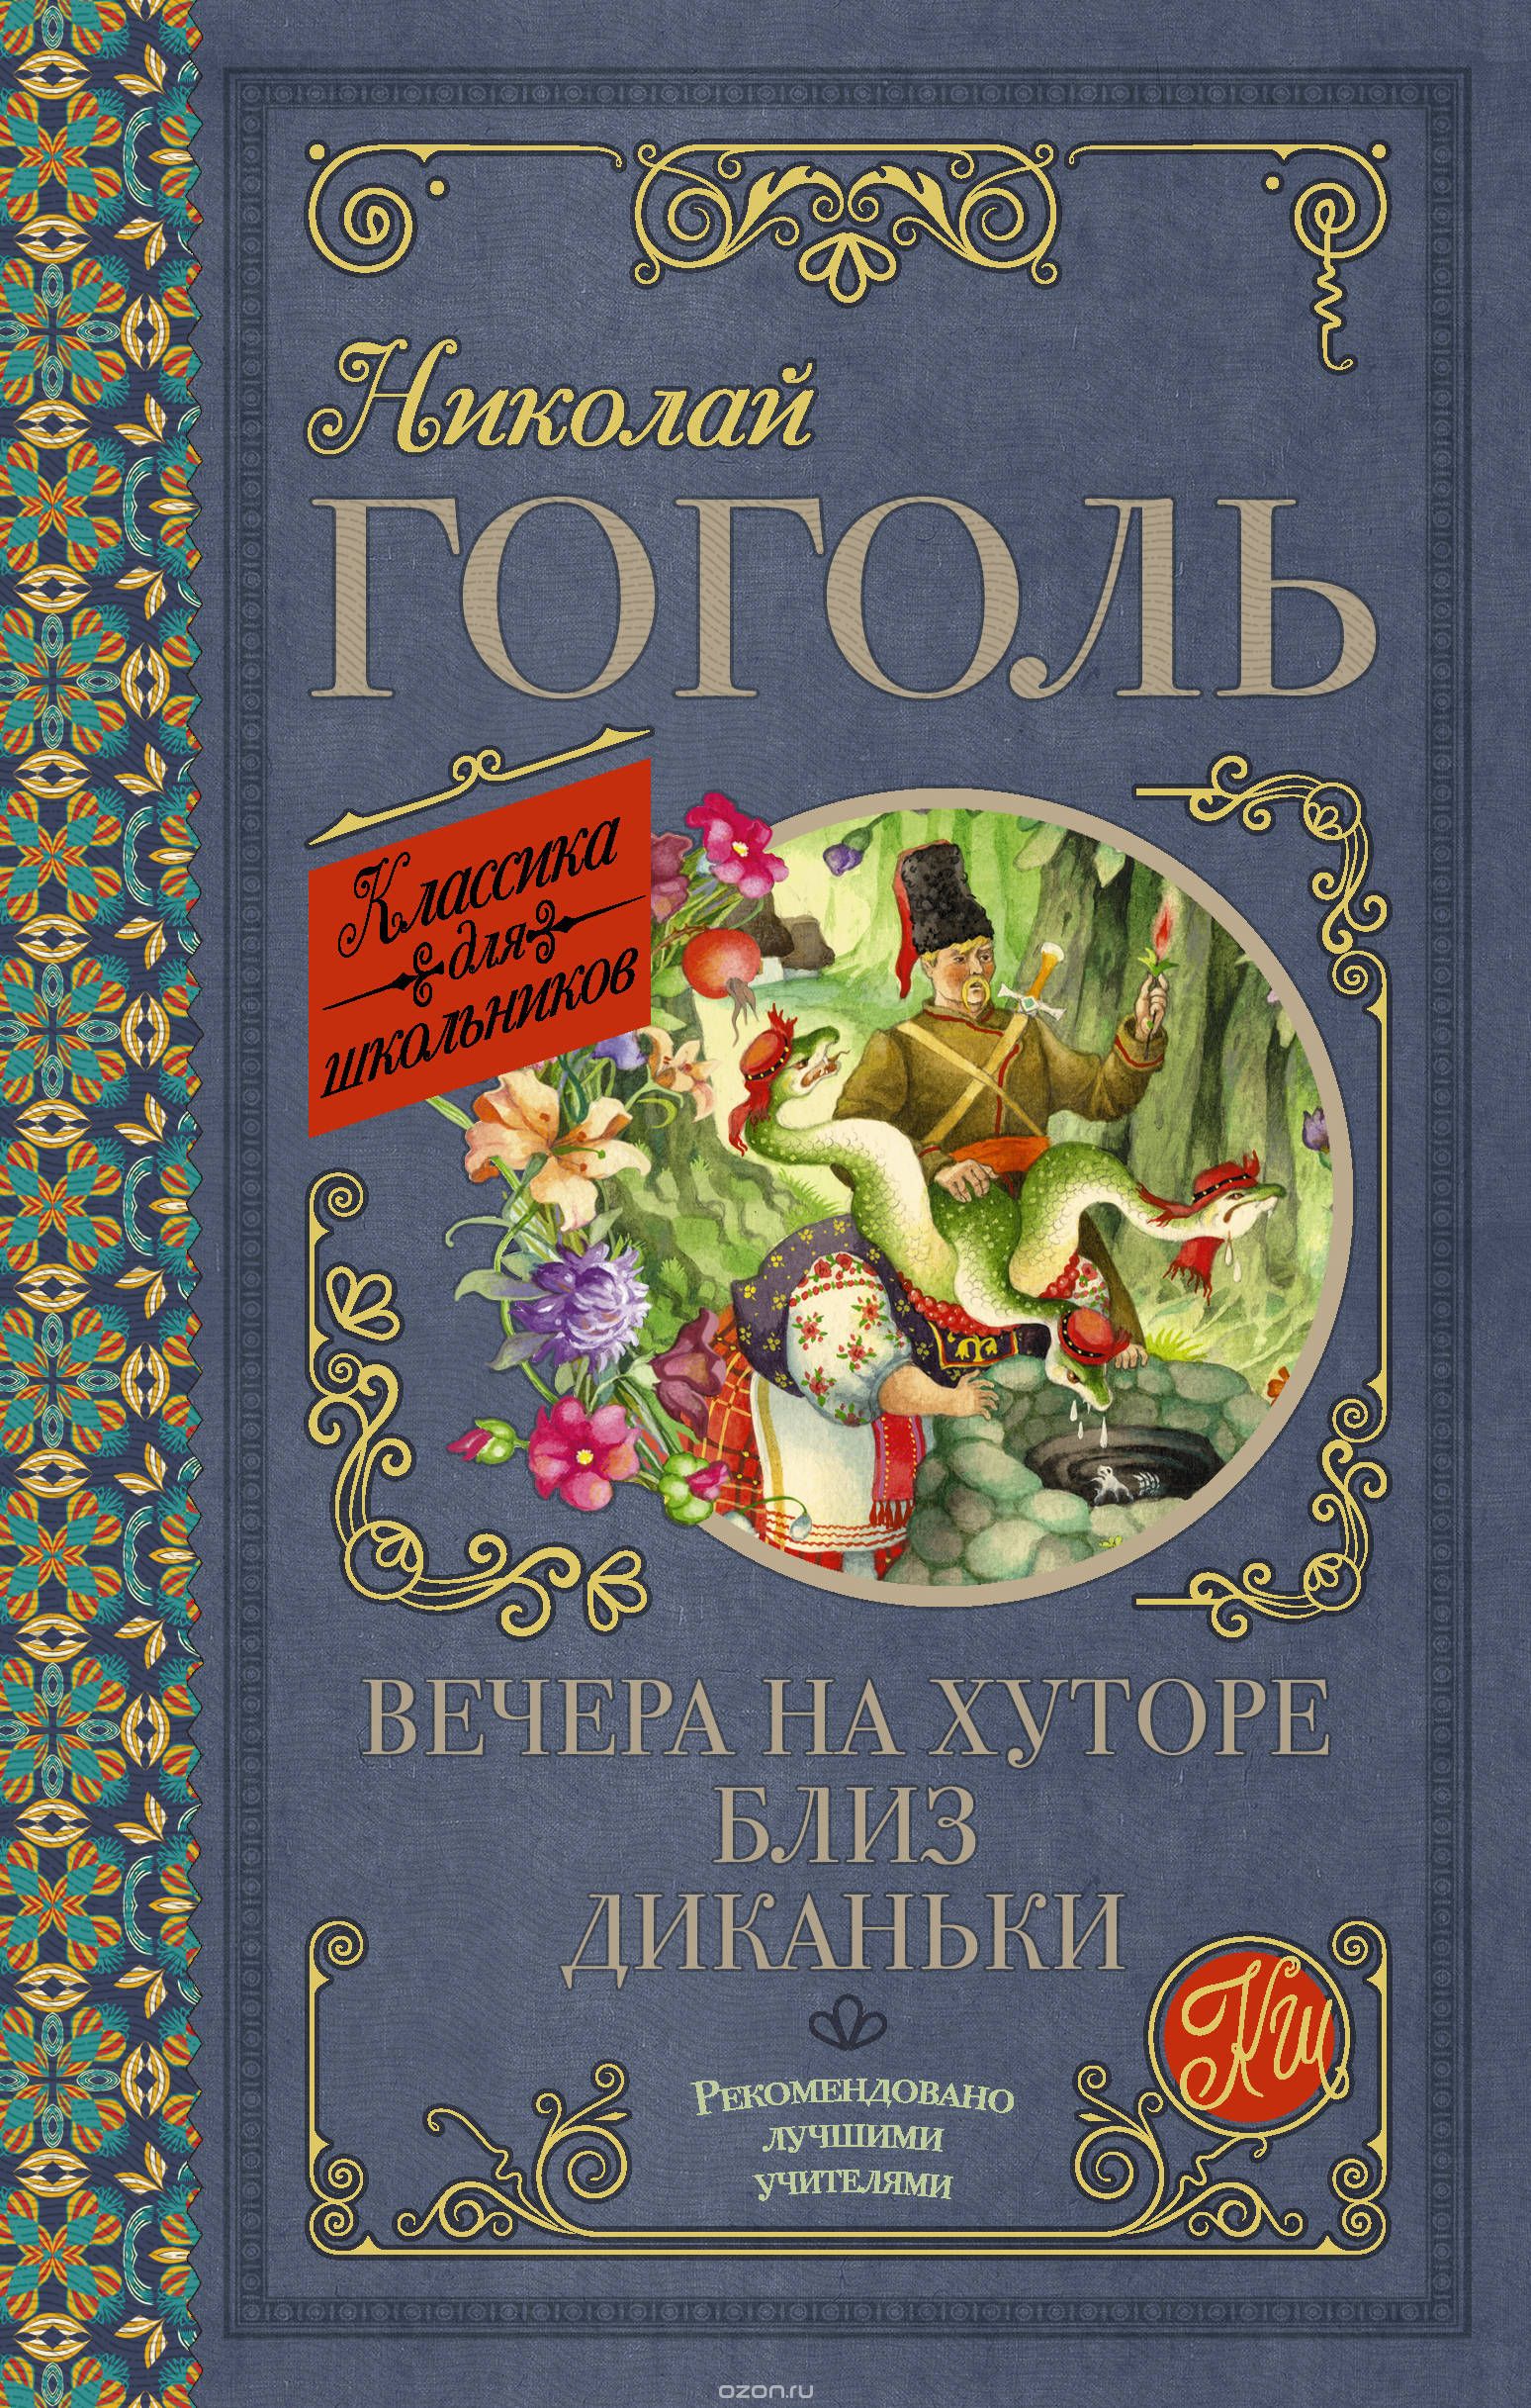 Николай
ГОГОЛЬ
Классика
для
школьников
ВЕЧЕРА НА ХУТОРЕ
БЛИЗ
ДИКАНЬКИ
КШ
Рекомендовано
лучшими
учителями
ozon.ru